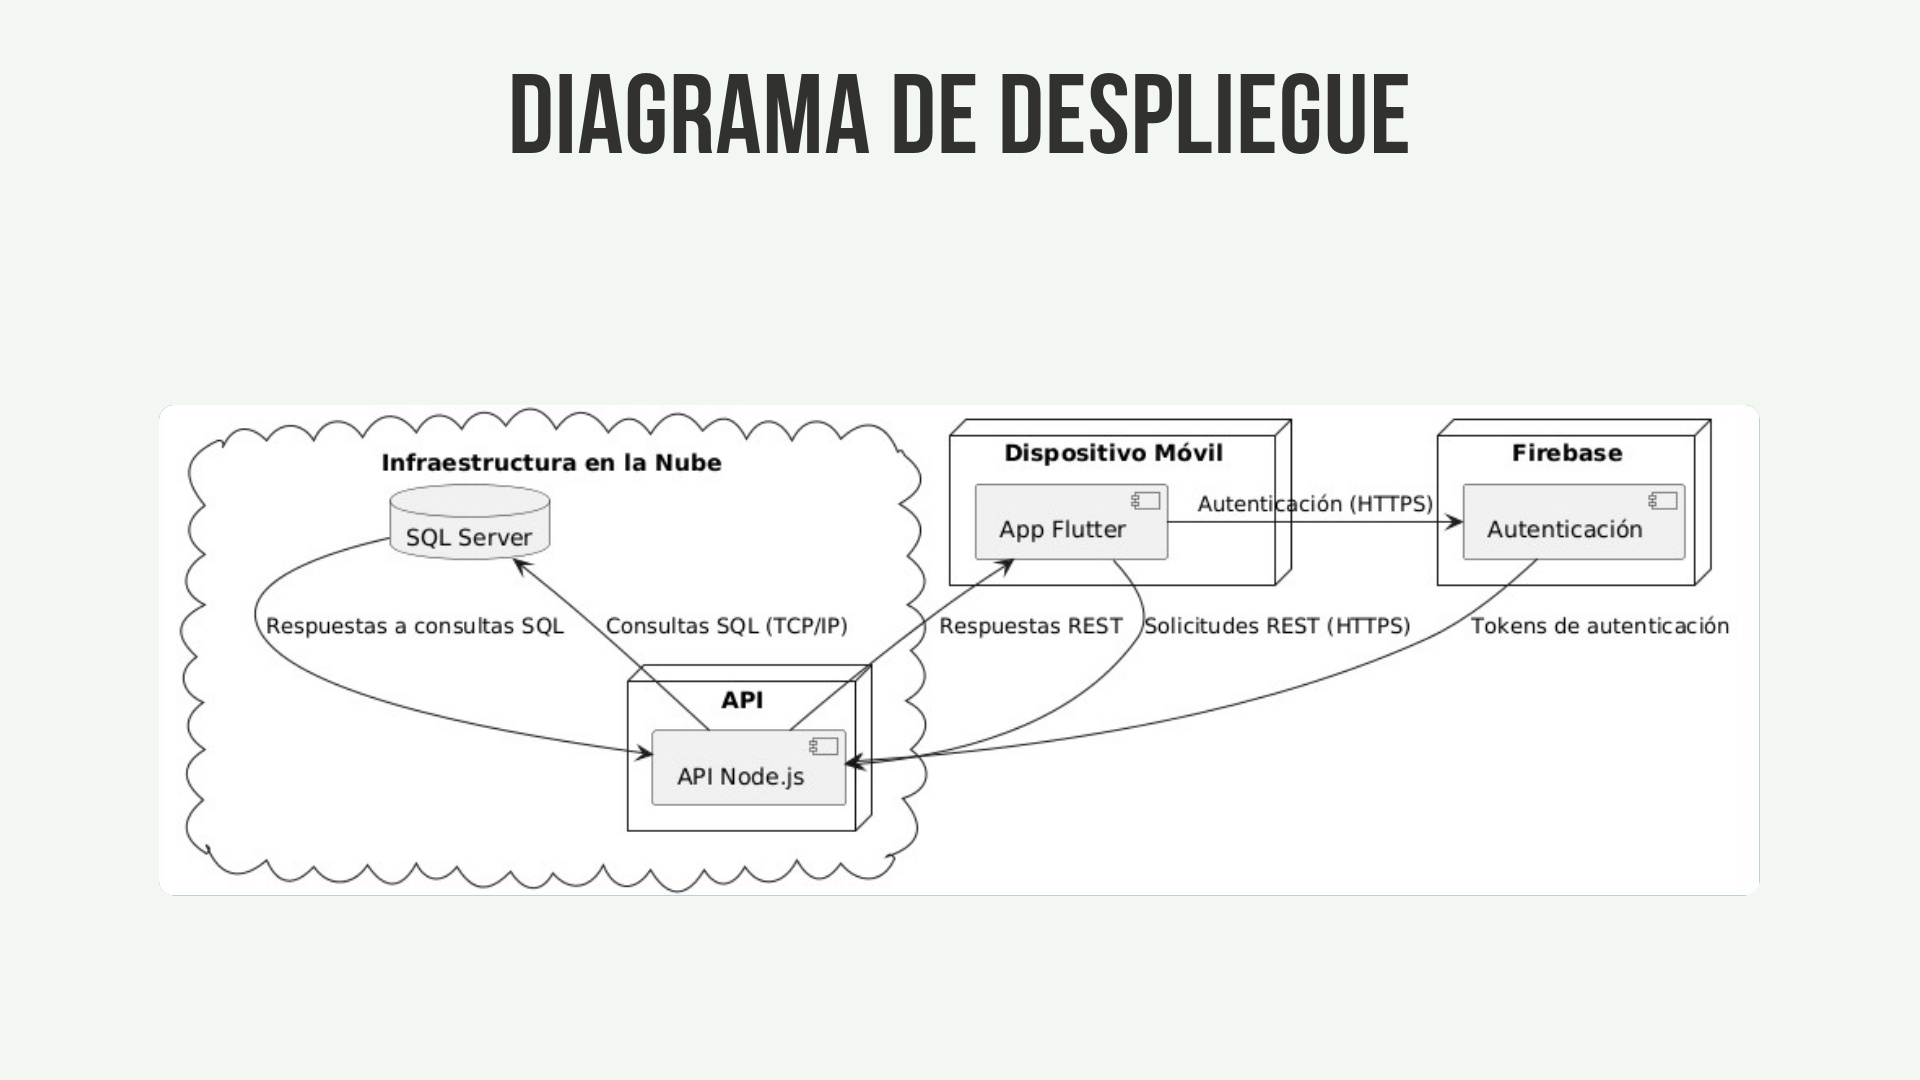 DIAGRAMA DE DESPLIEGUE
Infraestructura en la Nube
SQL Server
Respuestas a consultas SQL
Consultas SQL (TCP/IP)
API
API Node.js
Dispositivo Móvil
App Flutter
Autenticación (HTTPS)
Firebase
Autenticación
Respuestas REST
Solicitudes REST (HTTPS)
Tokens de autenticación